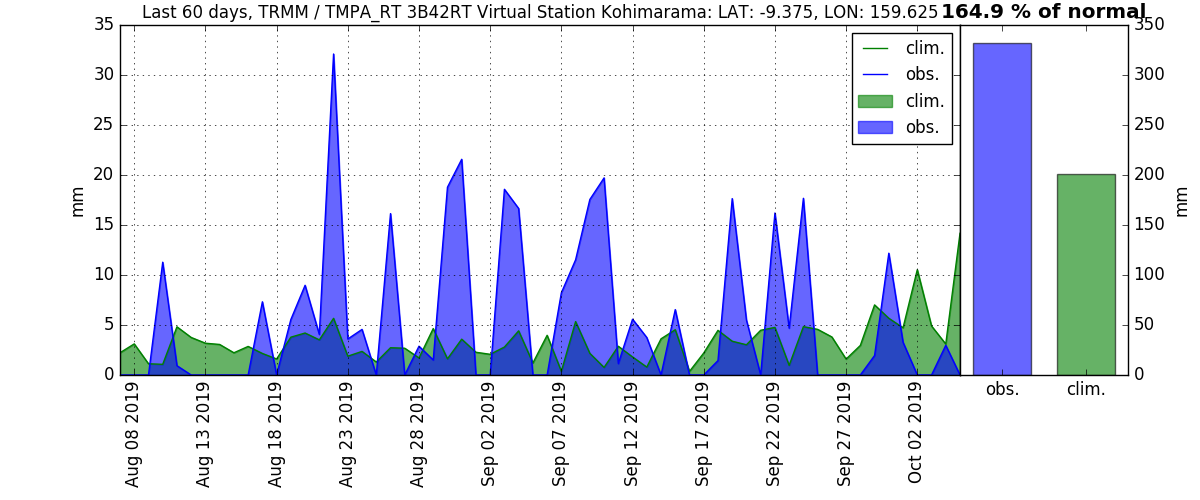 Last 60 days, TRMM / TMPA_RT 3B42RT Virtual Station Kohimarama: LAT: -9.375, LON: 159.625 164.9 % of normal
35
30
25
20
15
10
5
0
mm
clim.
obs.
clim.
obs.
350
300
250
200
150
100
50
0
mm
Aug 08 2019
Aug 13 2019
Aug 18 2019
Aug 23 2019
Aug 28 2019
Sep 02 2019
Sep 07 2019
Sep 12 2019
Sep 17 2019
Sep 22 2019
Sep 27 2019
Oct 02 2019
obs. clim.